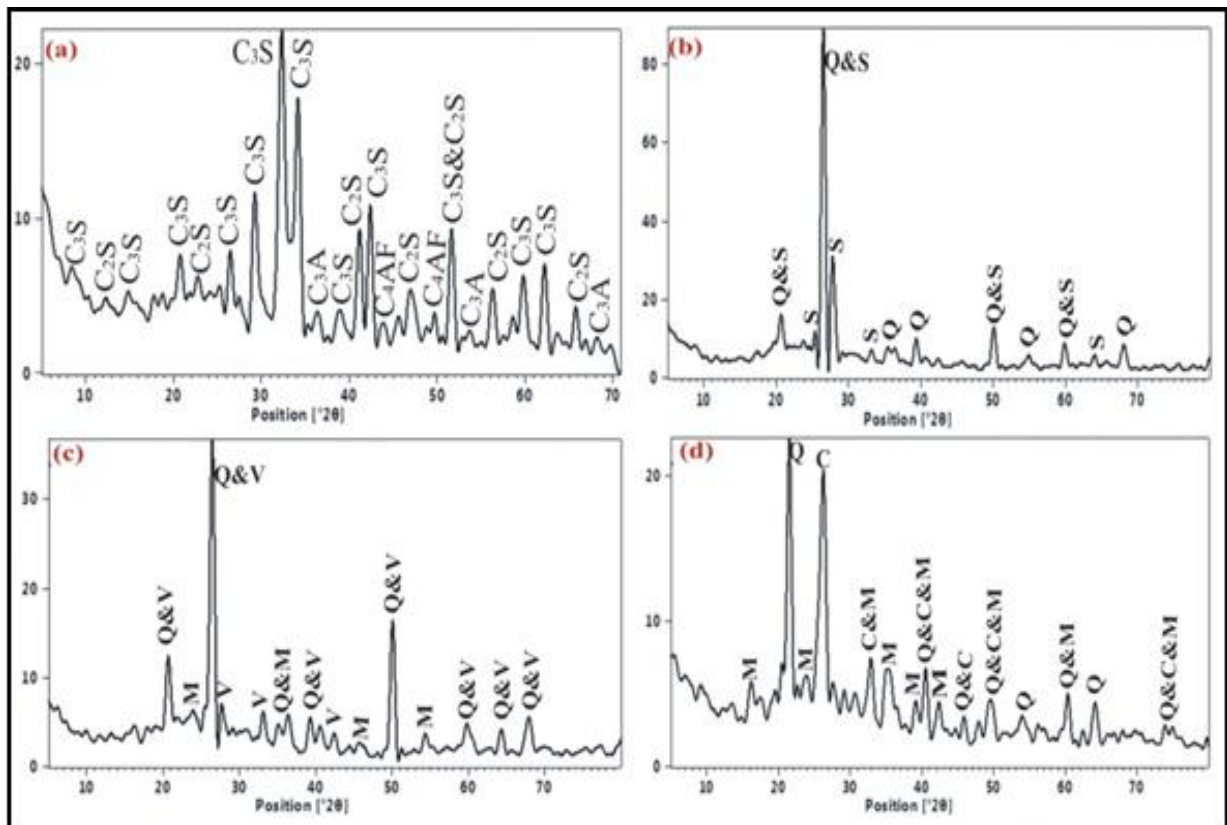 (a)
20
10
0
C₃S
C₂S
C₃S
C₃S
C₂S
C₃S
C₃S
C₃S
C₃S
C₃A
C₃S
C₂S
C₃S
C₄AF
C₂S
C₄AF
C₃S&C₂S
C₃A
C₂S
C₃S
C₃S
C₂S
C₃A
10 20 30 40 50 60 70
Position [°2θ]
(b)
80
60
40
20
0
Q&S
S
Q&S
S
S
Q
Q
Q&S
Q
Q&S
S
Q
10 20 30 40 50 60 70
Position [°2θ]
(c)
30
20
10
0
Q&V
M
Q&V
V
V
Q&M
Q&V
V
M
Q&V
M
Q&V
Q&V
Q&V
10 20 30 40 50 60 70
Position [°2θ]
(d)
20
10
0
M
Q
M
C
C&M
M
M
Q&C&M
M
Q&C
Q&C&M
Q
Q&M
Q
Q&C&M
10 20 30 40 50 60 70
Position [°2θ]